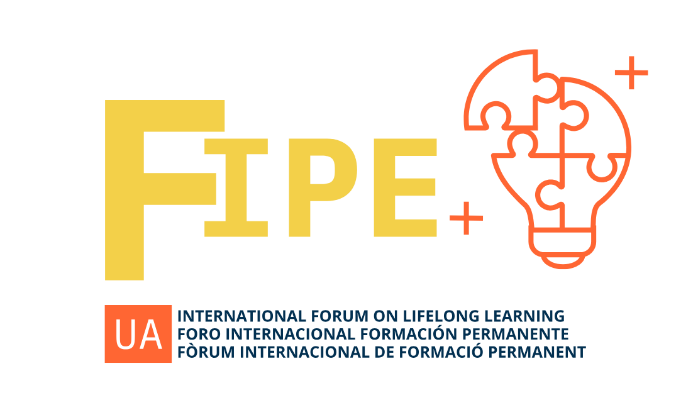 FIPE
UA
INTERNATIONAL FORUM ON LIFELONG LEARNING
FORO INTERNACIONAL FORMACIÓN PERMANENTE
FÒRUM INTERNACIONAL DE FORMACIÓ PERMANENT